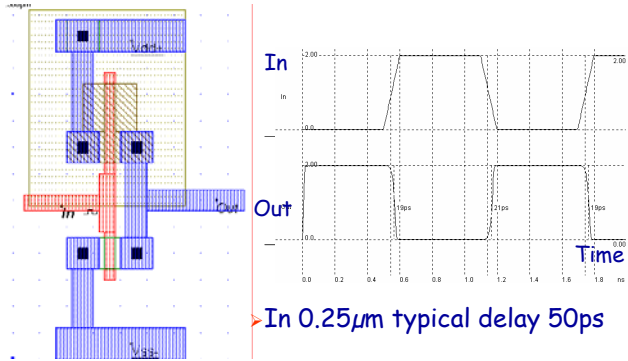 Vdd+
In
Out
Vss-
In
2.00
2.00
In
0.0
2.00
Out
19ps
21ps
19ps
0.0
0.00
Time
0.0 0.2 0.4 0.6 0.8 1.0 1.2 1.4 1.6 1.8 ns
In 0.25µm typical delay 50ps